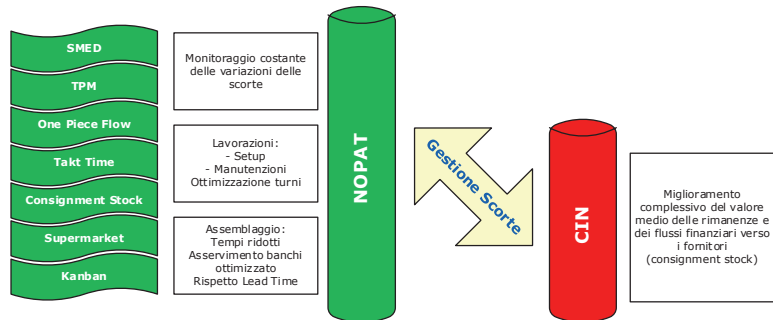 SMED
TPM
One Piece Flow
Takt Time
Consignment Stock
Supermarket
Kanban
Monitoraggio costante
delle variazioni delle
scorte
Lavorazioni:
- Setup
- Manutenzioni
Ottimizzazione turni
Assemblaggio:
Tempi ridotti
Asservimento banchi
ottimizzato
Rispetto Lead Time
NOPAT
Gestione Scorte
CIN
Miglioramento
complessivo del valore
medio delle rimanenze e
dei flussi finanziari verso
i fornitori
(consignment stock)